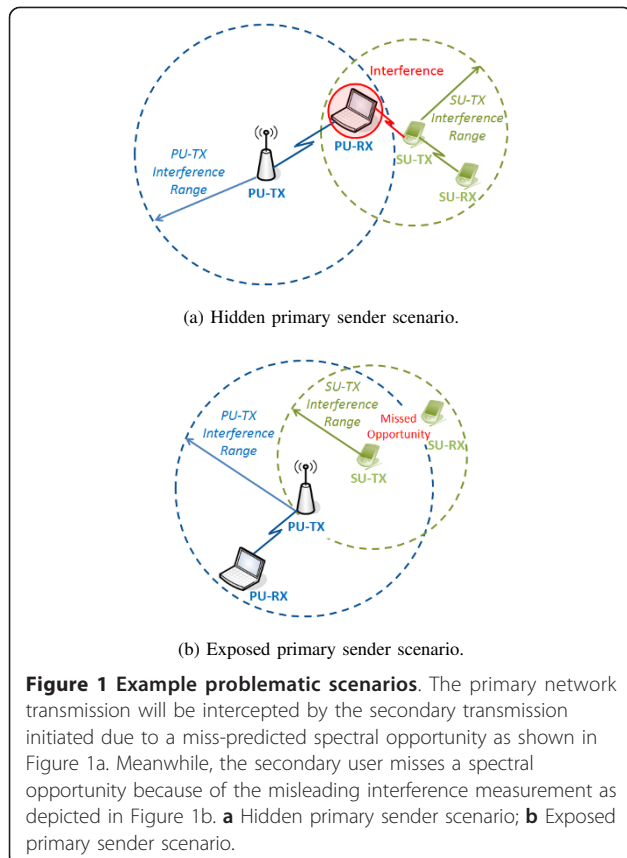 Interference
SU-TX
Interference
Range
PU-RX
SU-TX
PU-TX
Interference
Range
PU-TX
SU-RX
(a) Hidden primary sender scenario.
SU-TX
Interference
Range
PU-TX
Interference
Range
Missed
Opportunity
SU-RX
SU-TX
PU-TX
PU-RX
(b) Exposed primary sender scenario.
Figure 1 Example problematic scenarios. The primary network
transmission will be intercepted by the secondary transmission
initiated due to a miss-predicted spectral opportunity as shown in
Figure 1a. Meanwhile, the secondary user misses a spectral
opportunity because of the misleading interference measurement as
depicted in Figure 1b. a Hidden primary sender scenario; b Exposed
primary sender scenario.